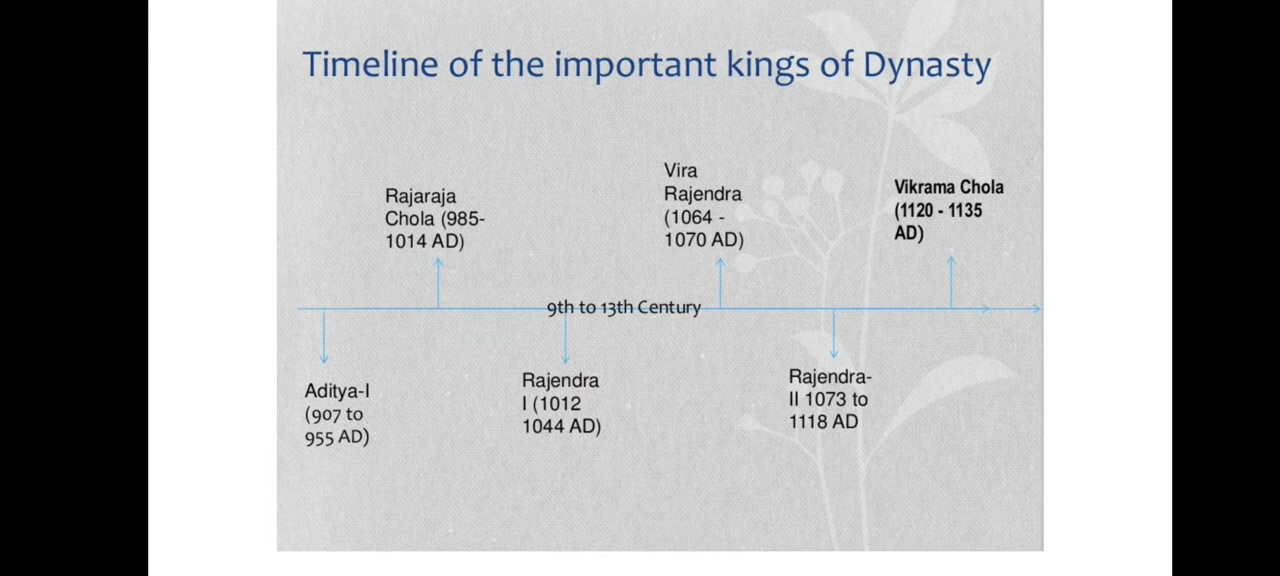 Timeline of the important kings of Dynasty
Rajaraja
Chola (985-
1014 AD)
Vira
Rajendra
(1064 -
1070 AD)
Vikrama Chola
(1120 - 1135
AD)
9th to 13th Century
Aditya-I
(907 to
955 AD)
Rajendra
I (1012
1044 AD)
Rajendra-
II 1073 to
1118 AD